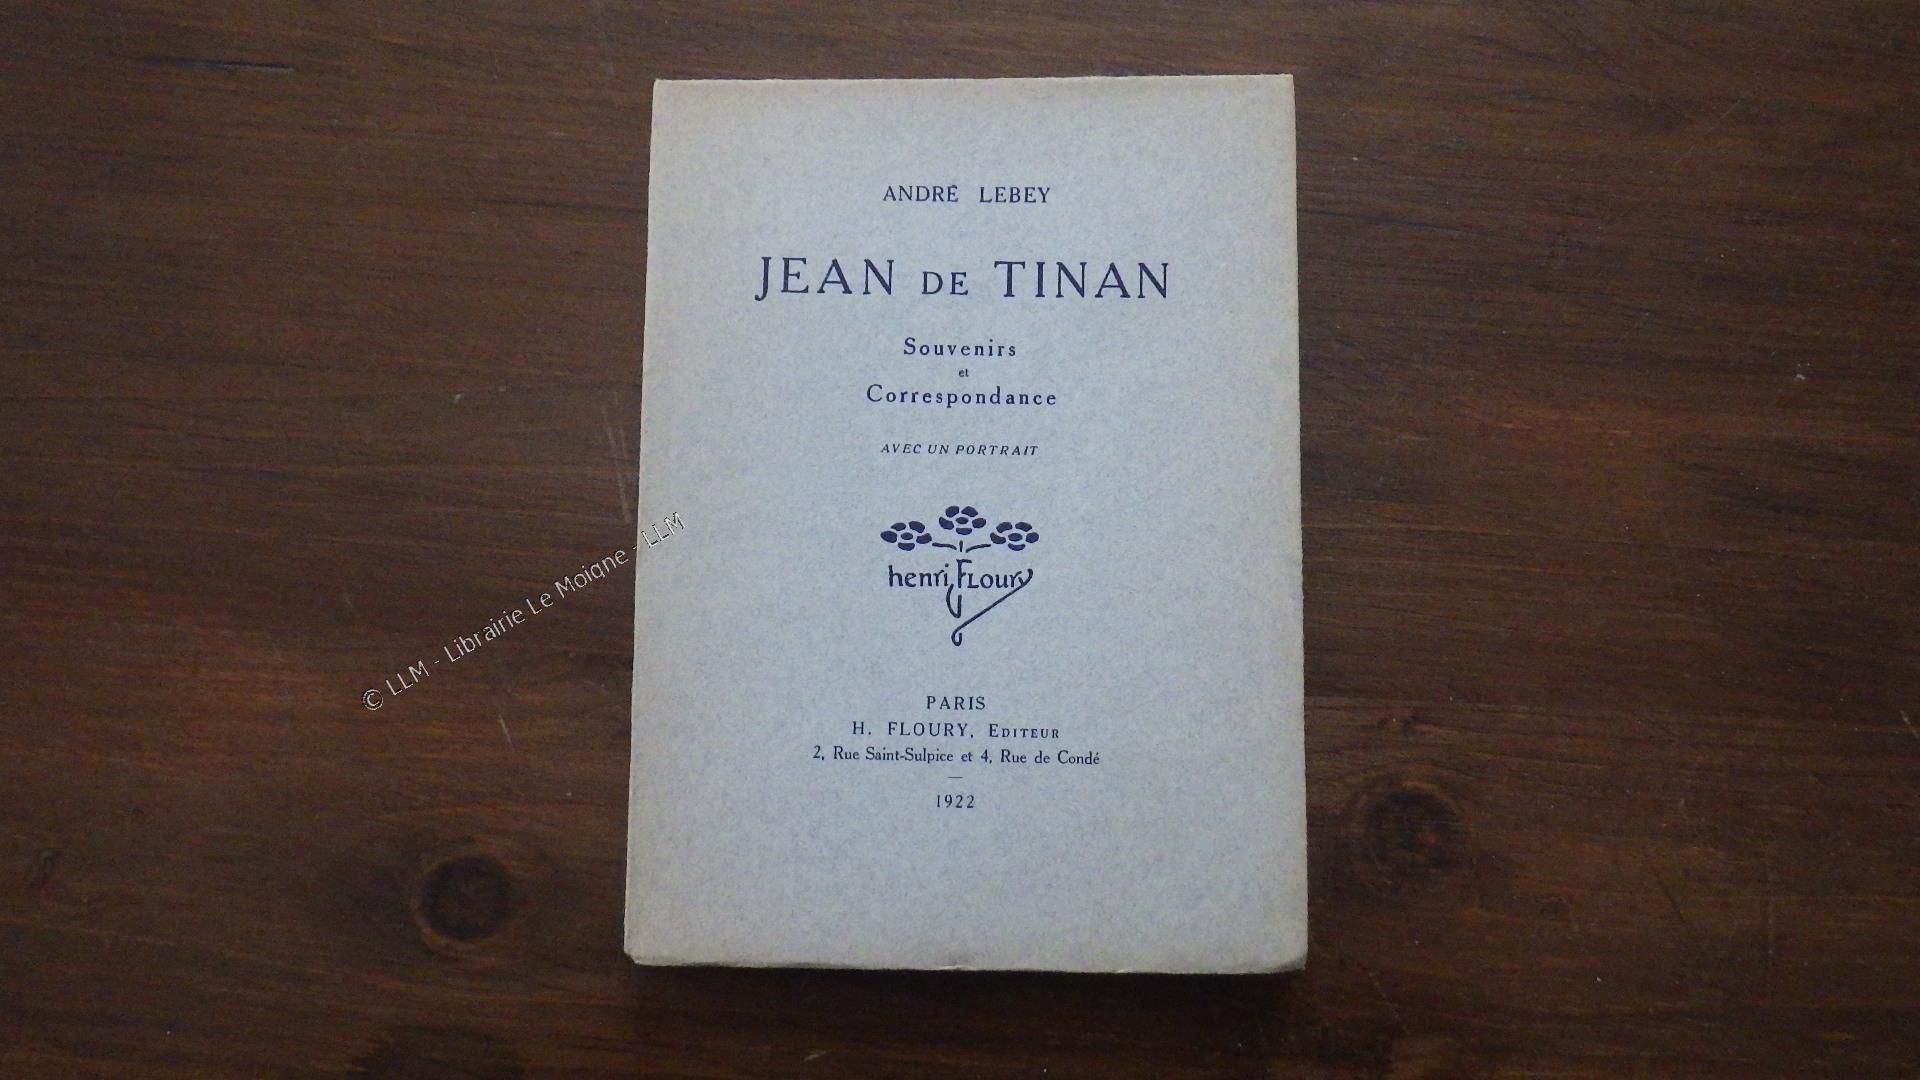 ANDRÉ LEBEY
JEAN DE TINAN
Souvenirs
et
Correspondance
AVEC UN PORTRAIT
henri Floury
PARIS
H. FLOURY, EDITEUR
2, Rue Saint-Sulpice et 4, Rue de Condé
1922
© LLM - Librairie Le Moigne - LLM